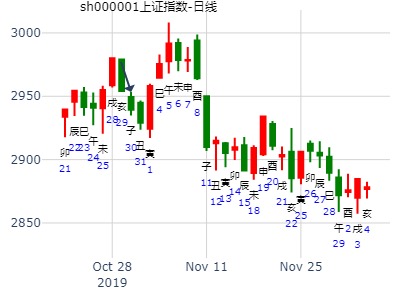 sh000001上证指数-日线
3000
2950
2900
2850
卯
21
辰
22
巳
23
午
24
未
25
戌
28
亥
29
子
30
丑
31
寅
1
巳
4
午
5
未
6
申
7
酉
8
子
11
丑
12
寅
13
卯
14
辰
15
未
18
申
19
酉
20
戌
21
亥
22
寅
25
卯
26
辰
27
巳
28
午
29
酉
2
戌
3
亥
4
Oct 28
2019
Nov 11
Nov 25